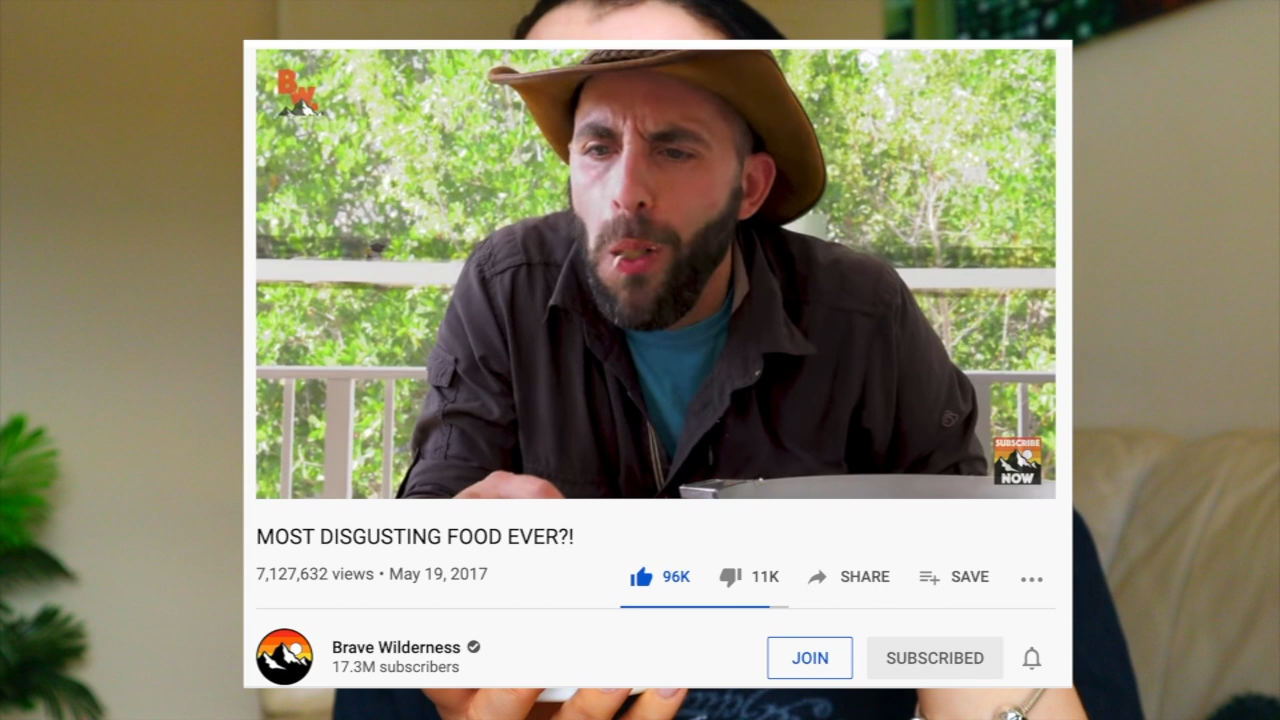 B
W.
SUBSCRIBE
NOW
MOST DISGUSTING FOOD EVER?!
7,127,632 views • May 19, 2017
96K
11K
SHARE
SAVE
Brave Wilderness
17.3M subscribers
JOIN
SUBSCRIBED